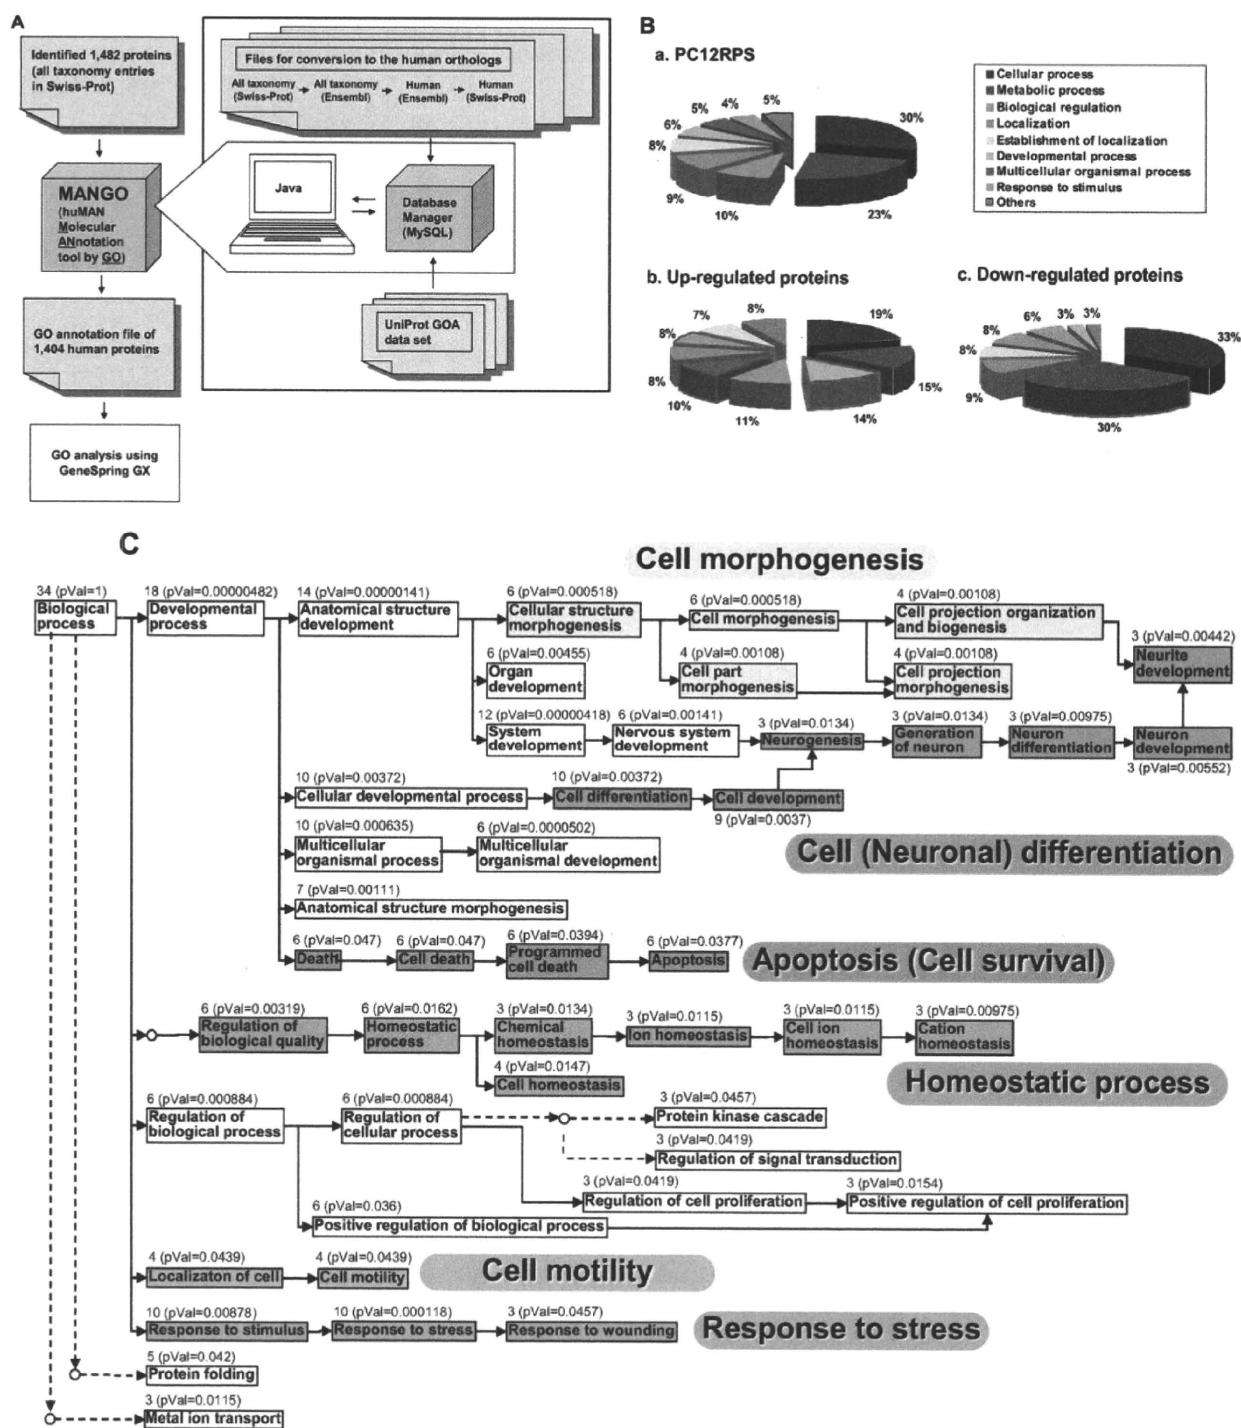 A
Identified 1,482 proteins
(all taxonomy entries
in Swiss-Prot)
Files for conversion to the human orthologs
All taxonomy
(Swiss-Prot)
All taxonomy
(Ensembl)
Human
(Ensembl)
Human
(Swiss-Prot)
MANGO
(huMAN
Molecular
ANnotation
tool by GO)
Java
Database
Manager
(MySQL)
UniProt GOA
data set
GO annotation file of
1,404 human proteins
GO analysis using
GeneSpring GX
B
a. PC12RPS
5%
4%
5%
6%
8%
9%
10%
23%
30%
Cellular process
Metabolic process
Biological regulation
Localization
Establishment of localization
Developmental process
Multicellular organismal process
Response to stimulus
Others
b. Up-regulated proteins
8%
7%
8%
8%
10%
11%
14%
15%
19%
c. Down-regulated proteins
3%
3%
6%
8%
8%
9%
30%
33%
C
Cell morphogenesis
34 (pVal=1)
Biological
process
18 (pVal=0.00000482)
Developmental
process
14 (pVal=0.00000141)
Anatomical structure
development
6 (pVal=0.000518)
Cellular structure
morphogenesis
6 (pVal=0.000518)
Cell morphogenesis
4 (pVal=0.00108)
Cell projection organization
and biogenesis
3 (pVal=0.00442)
Neurite
development
6 (pVal=0.00455)
Organ
development
4 (pVal=0.00108)
Cell part
morphogenesis
4 (pVal=0.00108)
Cell projection
morphogenesis
12 (pVal=0.00000418)
System
development
6 (pVal=0.00141)
Nervous system
development
3 (pVal=0.0134)
Neurogenesis
3 (pVal=0.0134)
Generation
of neuron
3 (pVal=0.00975)
Neuron
differentiation
Neuron
development
3 (pVal=0.00552)
10 (pVal=0.00372)
Cellular developmental process
10 (pVal=0.00372)
Cell differentiation
Cell development
9 (pVal=0.0037)
10 (pVal=0.000635)
Multicellular
organismal process
6 (pVal=0.0000502)
Multicellular
organismal development
Cell (Neuronal) differentiation
7 (pVal=0.00111)
Anatomical structure morphogenesis
6 (pVal=0.047)
Death
6 (pVal=0.047)
Cell death
6 (pVal=0.0394)
Programmed
cell death
6 (pVal=0.0377)
Apoptosis
Apoptosis (Cell survival)
6 (pVal=0.00319)
Regulation of
biological quality
6 (pVal=0.0162)
Homeostatic
process
3 (pVal=0.0134)
Chemical
homeostasis
3 (pVal=0.0115)
Ion homeostasis
3 (pVal=0.0115)
Cell ion
homeostasis
3 (pVal=0.00975)
Cation
homeostasis
4 (pVal=0.0147)
Cell homeostasis
Homeostatic process
6 (pVal=0.000884)
Regulation of
biological process
6 (pVal=0.000884)
Regulation of
cellular process
3 (pVal=0.0457)
Protein kinase cascade
3 (pVal=0.0419)
Regulation of signal transduction
3 (pVal=0.0419)
Regulation of cell proliferation
3 (pVal=0.0154)
Positive regulation of cell proliferation
6 (pVal=0.036)
Positive regulation of biological process
4 (pVal=0.0439)
Localizaton of cell
4 (pVal=0.0439)
Cell motility
Cell motility
10 (pVal=0.00878)
Response to stimulus
10 (pVal=0.000118)
Response to stress
3 (pVal=0.0457)
Response to wounding
Response to stress
5 (pVal=0.042)
Protein folding
3 (pVal=0.0115)
Metal ion transport